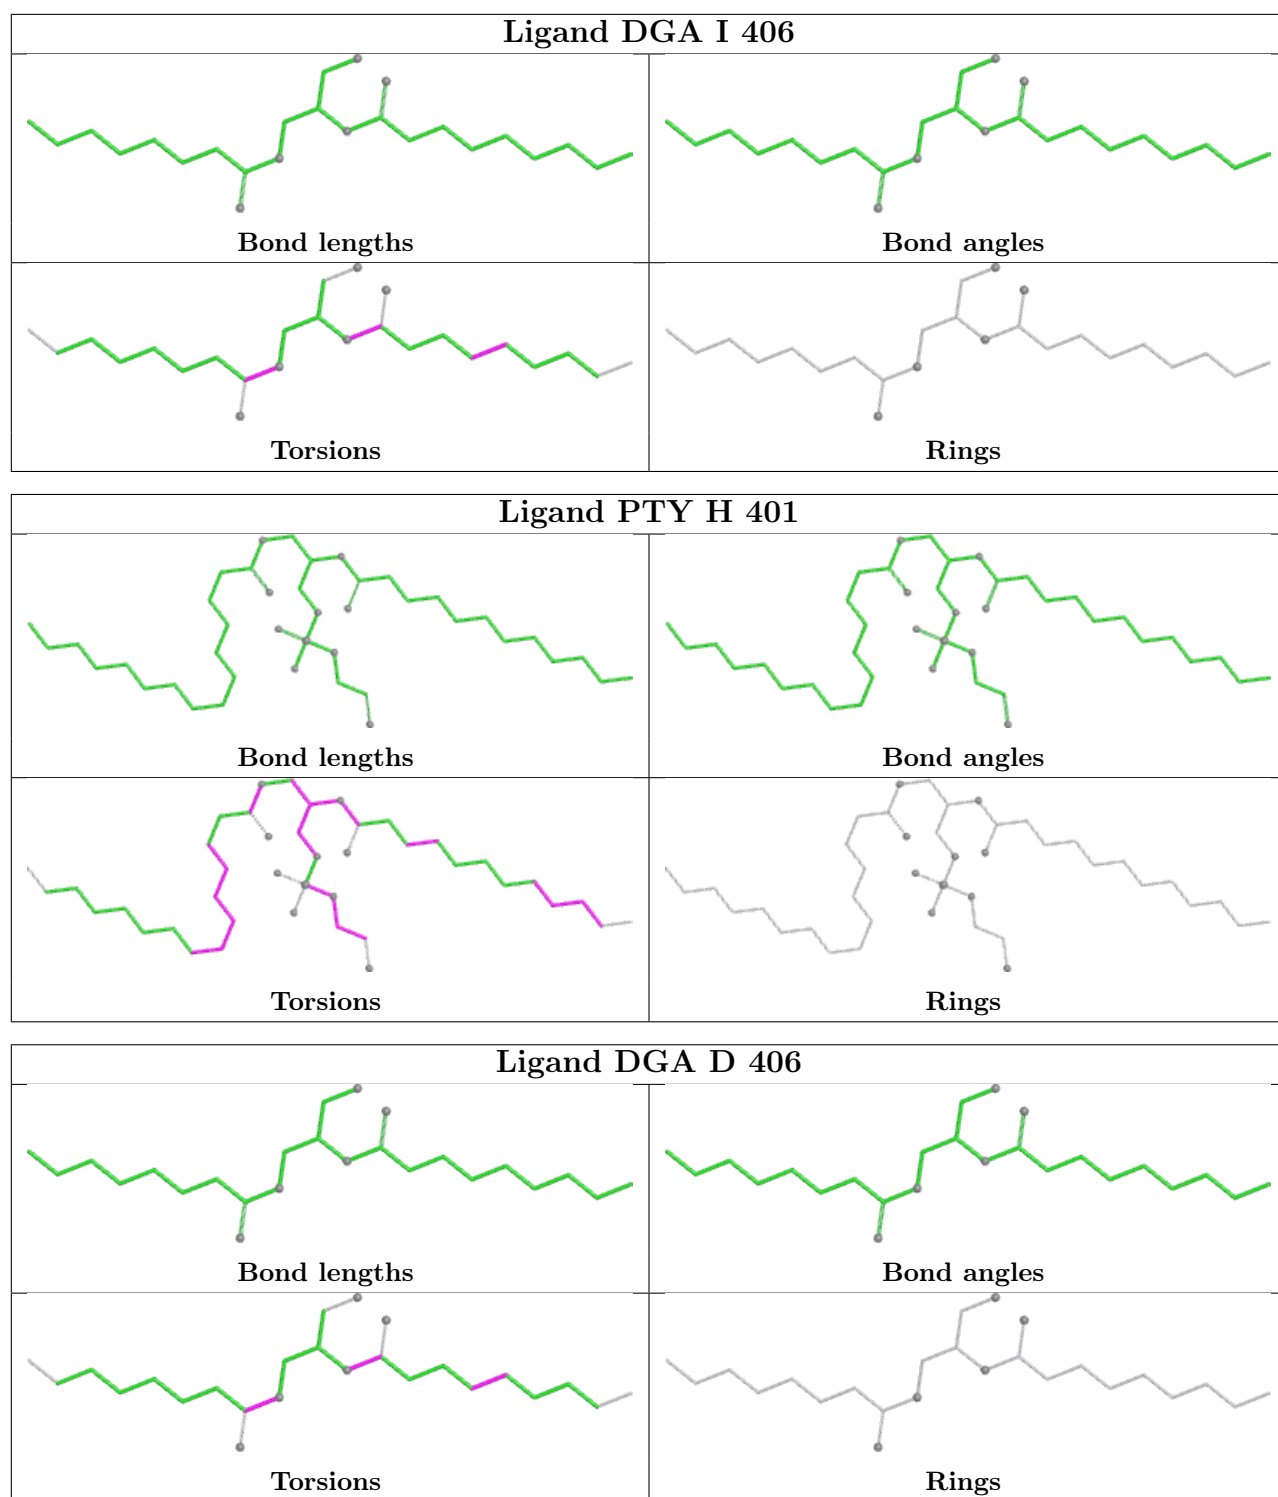 Ligand DGA I 406
Bond lengths
Bond angles
Torsions
Rings
Ligand PTY H 401
Bond lengths
Bond angles
Torsions
Rings
Ligand DGA D 406
Bond lengths
Bond angles
Torsions
Rings